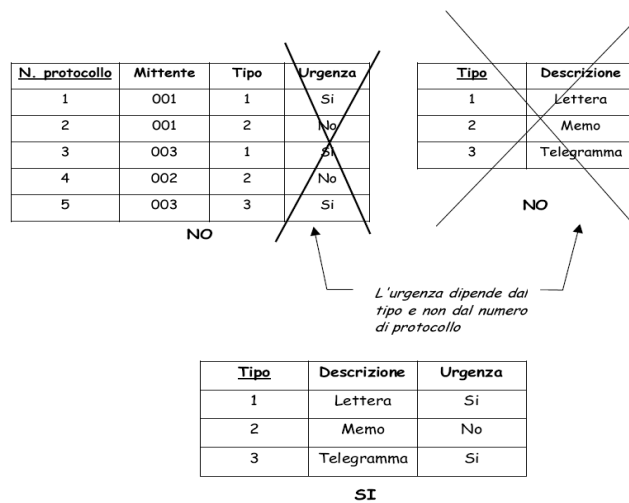 N. protocollo Mittente Tipo Urgenza
1 001 1 Si
2 001 2 No
3 003 1 Si
4 002 2 No
5 003 3 Si
NO
Tipo Descrizione
1 Lettera
2 Memo
3 Telegramma
NO
L'urgenza dipende dal
tipo e non dal numero
di protocollo
Tipo Descrizione Urgenza
1 Lettera Si
2 Memo No
3 Telegramma Si
SI